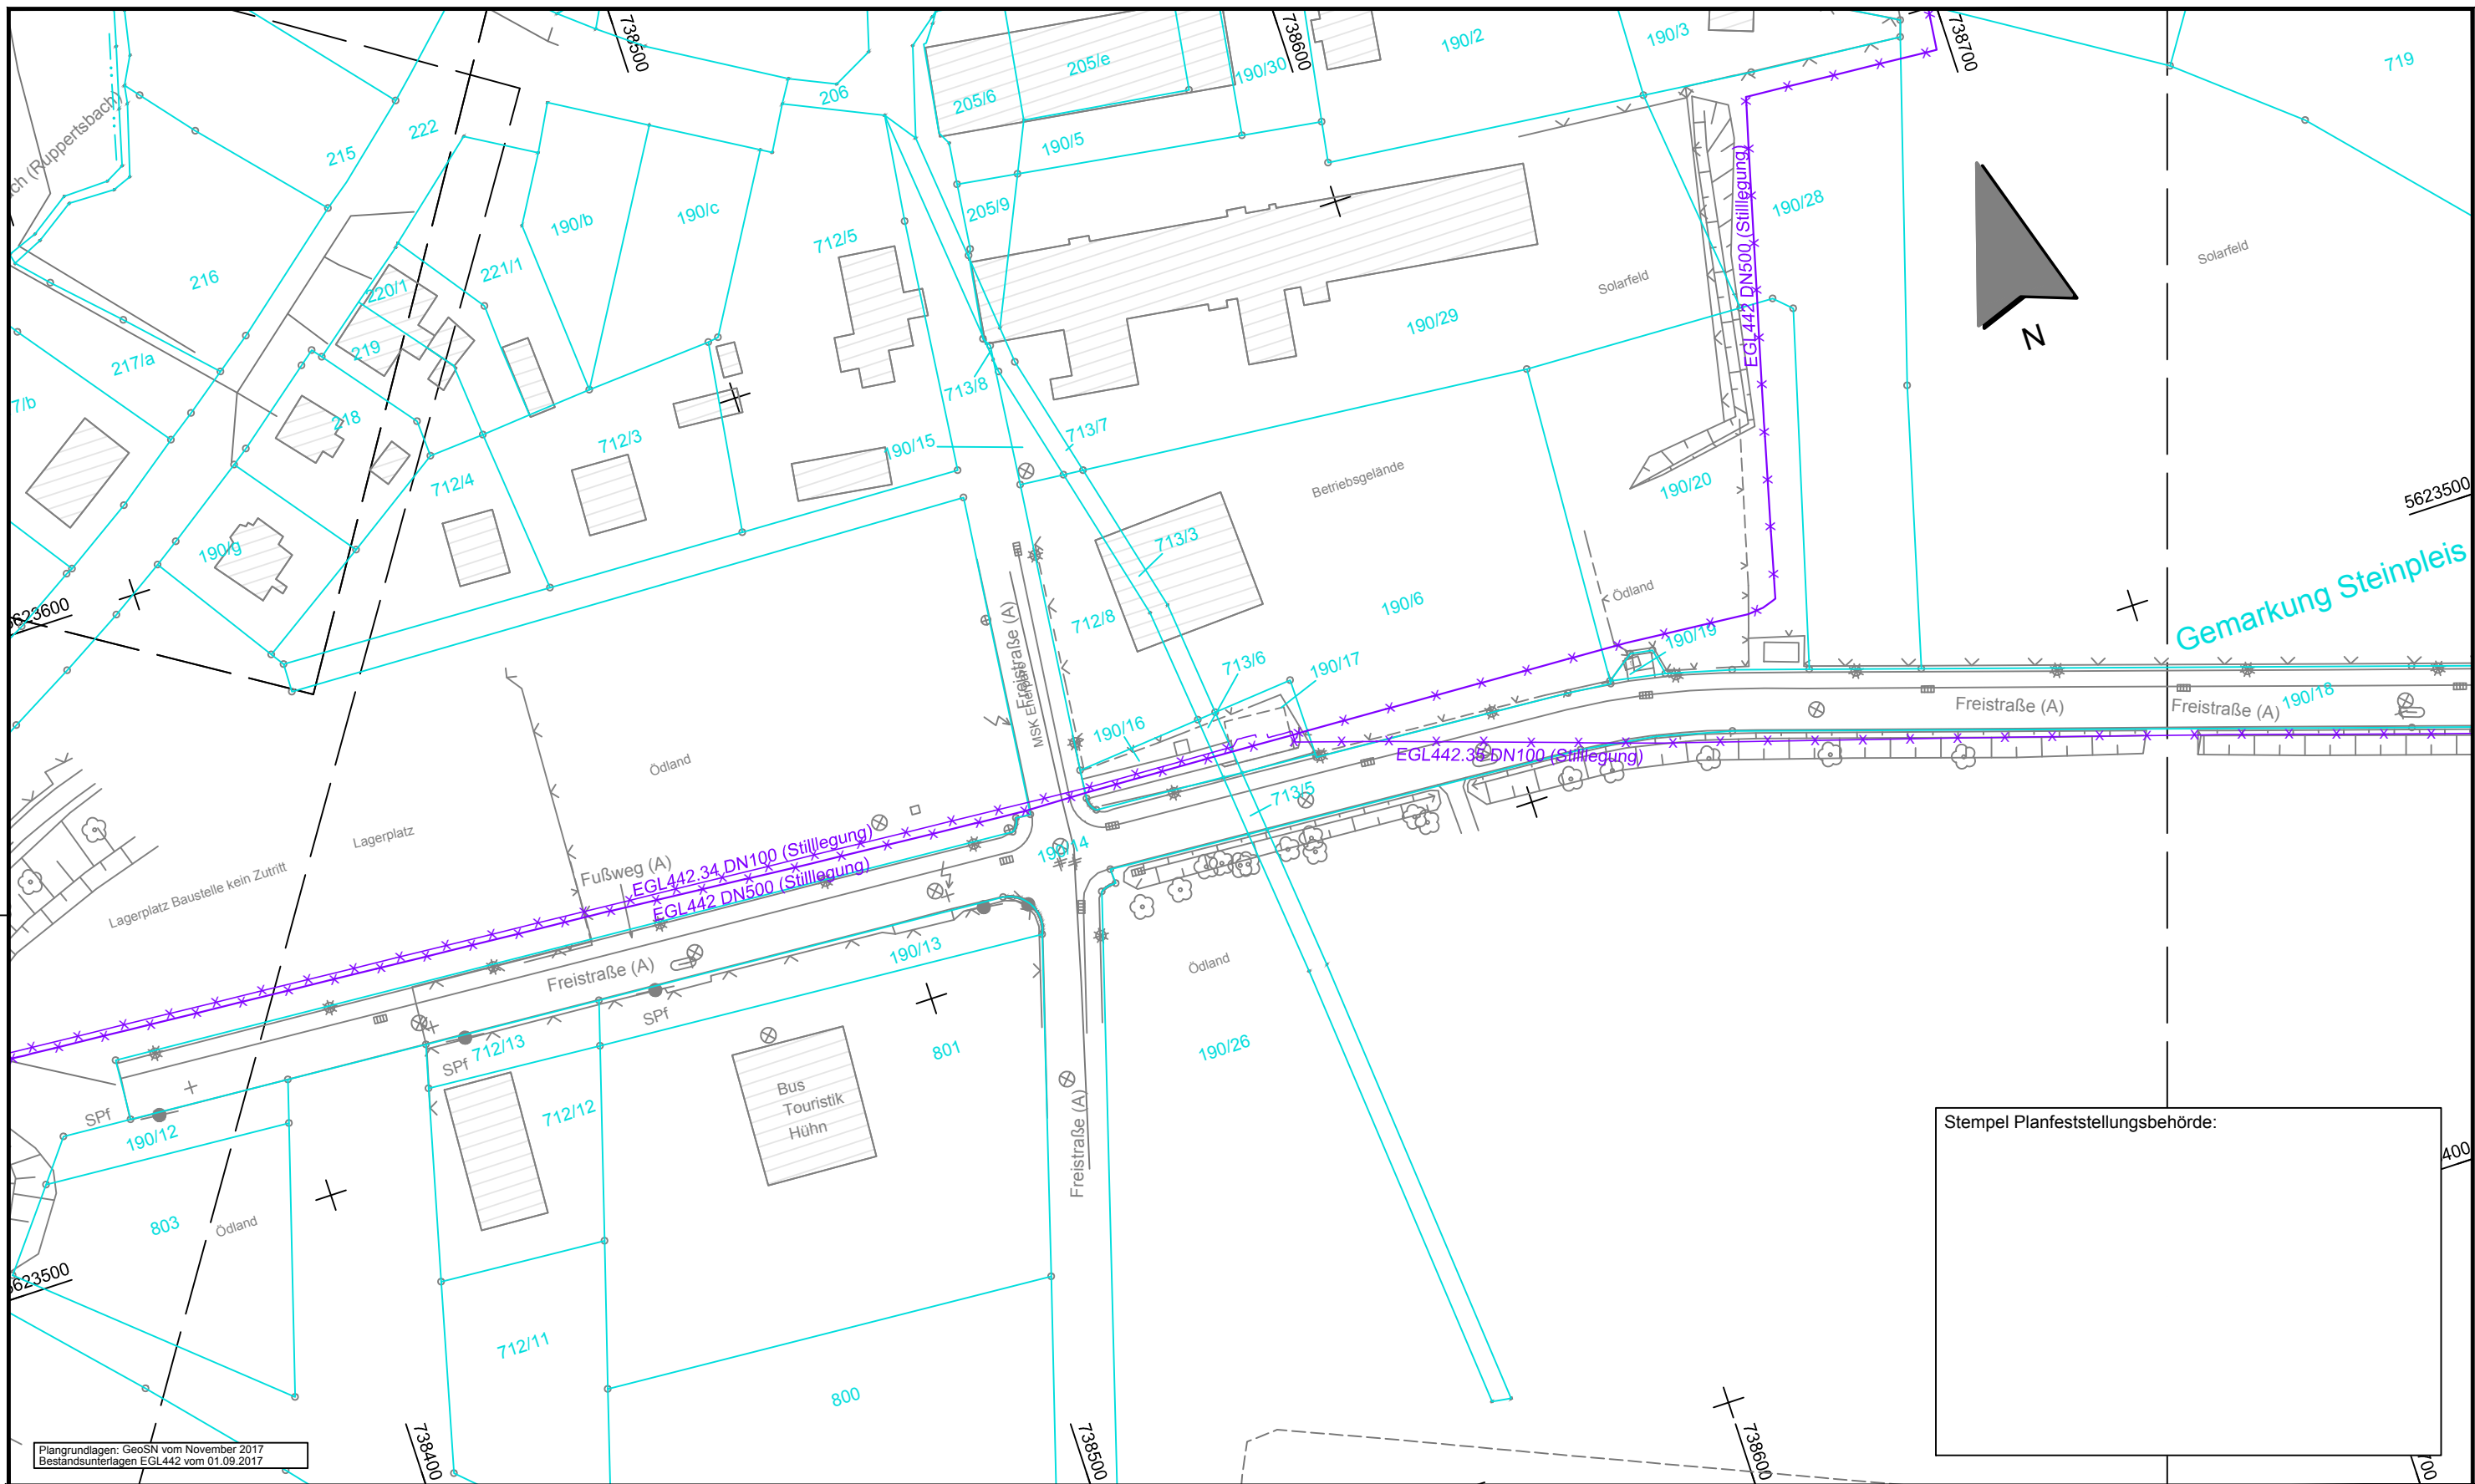 738500
738600
738700
719
190/2
190/3
205/e
190/30
206
205/6
222
215
190/5
ch (Ruppertsbach)
205/9
190/b
190/c
712/5
190/28
EGL442 DN500 (Stilllegung)
Solarfeld
Solarfeld
216
221/1
220/1
N
190/29
219
217/a
713/8
7/b
218
712/3
713/7
190/15
Betriebsgelände
712/4
190/20
5623500
190/g
713/3
Gemarkung Steinpleis
5623600
Ödland
190/6
712/8
Freistraße (A)
190/19
713/6
190/17
190/18
Freistraße (A)
Freistraße (A)
190/16
Ödland
EGL442.35 DN100 (Stilllegung)
713/5
Lagerplatz
190/14
EGL442.34 DN100 (Stilllegung)
Fußweg (A)
EGL442 DN500 (Stilllegung)
Lagerplatz Baustelle kein Zutritt
190/13
Ödland
Freistraße (A)
SPf
190/26
801
712/13
SPf
Bus
Touristik
Hühn
712/12
SPf
190/12
Freistraße (A)
Stempel Planfeststellungsbehörde:
400
803
Ödland
5623500
712/11
800
738400
738500
738600
700
Plangrundlagen: GeoSN vom November 2017
Bestandsunterlagen EGL442 vom 01.09.2017